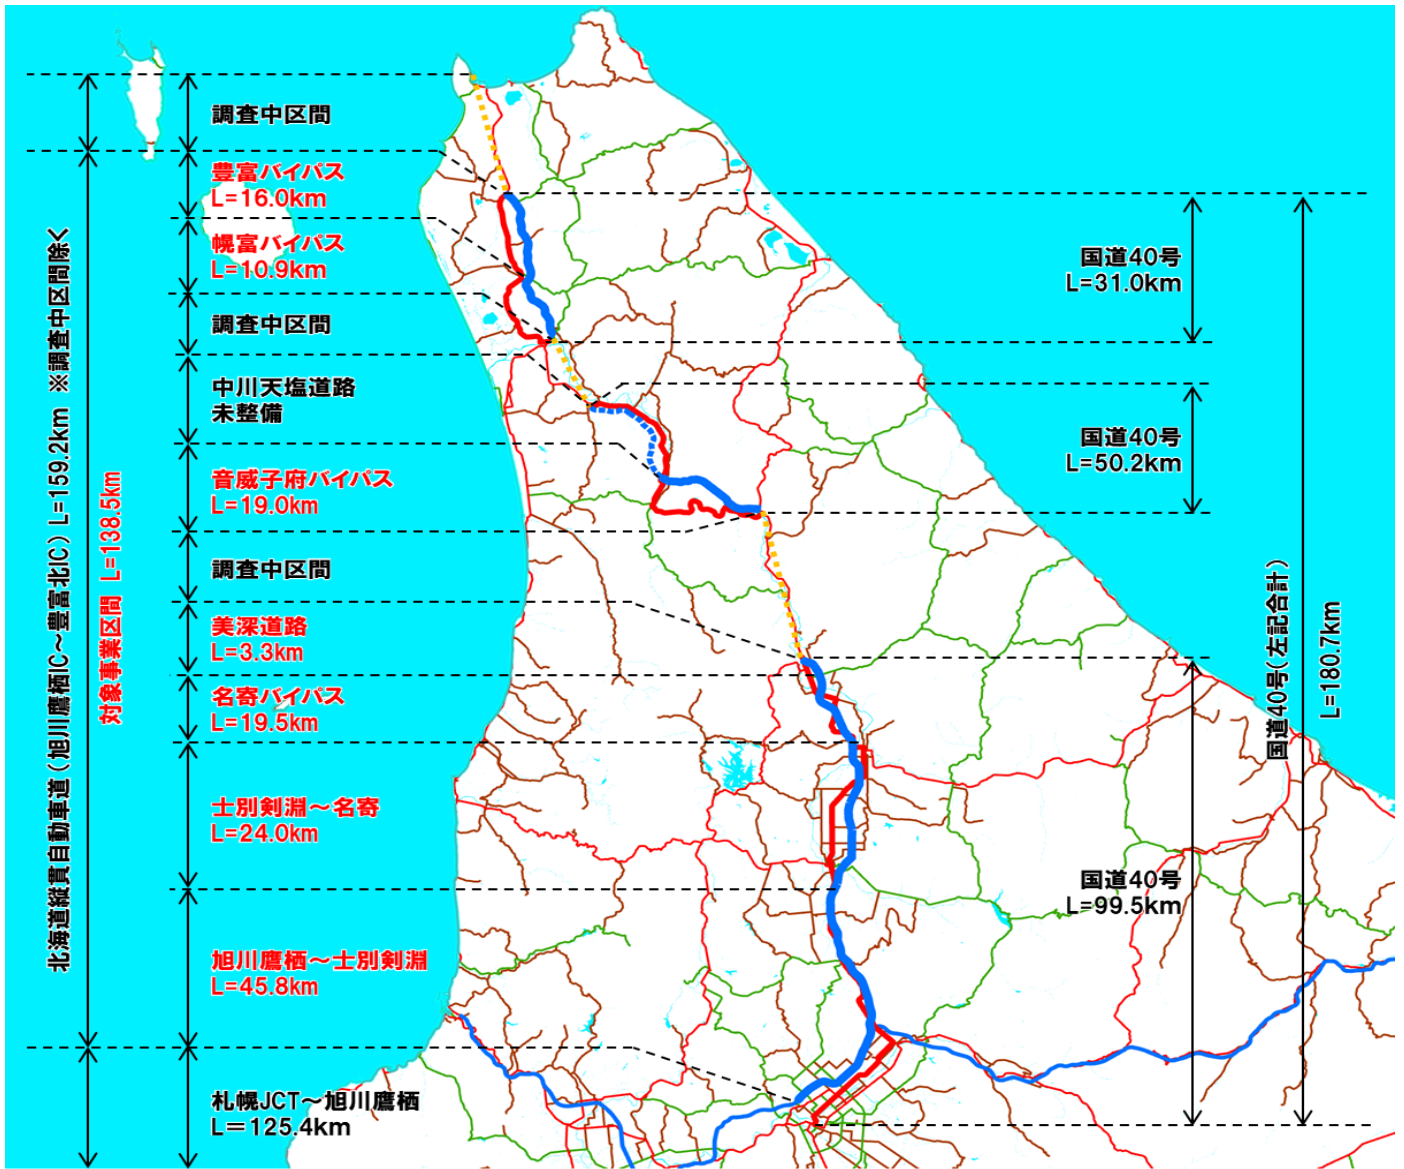 調査中区間
豊富バイパス
L=16.0km
幌富バイパス
L=10.9km
調査中区間
中川天塩道路
未整備
音威子府バイパス
L=19.0km
調査中区間
美深道路
L=3.3km
名寄バイパス
L=19.5km
士別剣淵～名寄
L=24.0km
旭川鷹栖～士別剣淵
L=45.8km
札幌JCT～旭川鷹栖
L＝125.4km
北海道縦貫自動車道（旭川鷹栖IC～豊富北IC）L=159.2km ※調査中区間除く
対象事業区間 L=138.5km
国道40号
L=31.0km
国道40号
L=50.2km
国道40号
L=99.5km
国道40号（左記合計）
L=180.7km